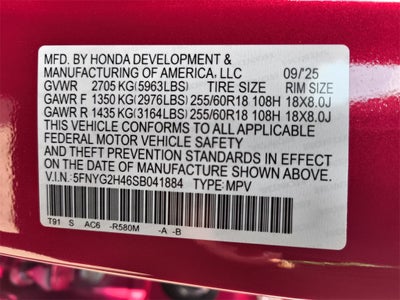 MFD. BY HONDA DEVELOPMENT &
MANUFACTURING OF AMERICA, LLC 09/'25
GVWR 2705 KG(5963LBS) TIRE SIZE RIM SIZE
GAWR F 1350 KG(2976LBS) 255/60R18 108H 18X8.0J
GAWR R 1435 KG(3164LBS) 255/60R18 108H 18X8.0J
THIS VEHICLE CONFORMS TO ALL APPLICABLE
FEDERAL MOTOR VEHICLE SAFETY
AND THEFT PREVENTION STANDARDS IN EFFECT
ON THE DATE OF MANUFACTURE SHOWN ABOVE.
V.I.N. 5FNYG2H46SB041884 TYPE MPV
T91 S AC6 -R580M -A -B